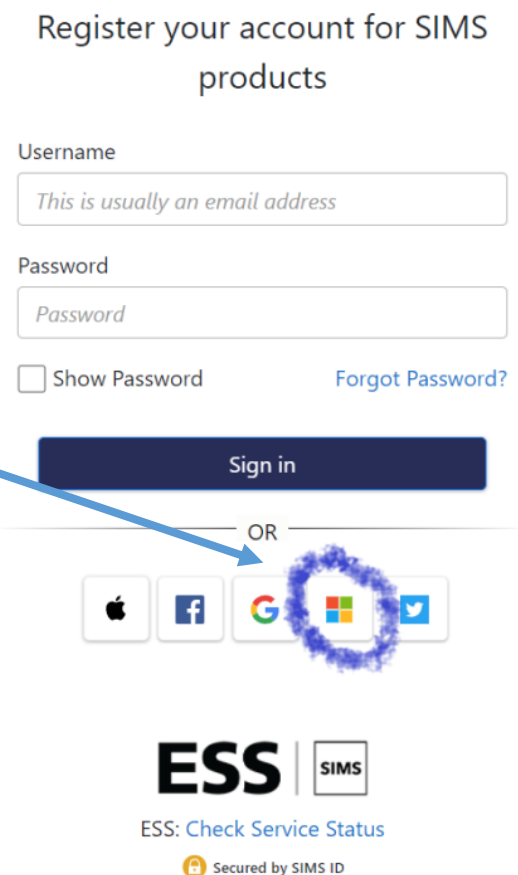 Register your account for SIMS
products
Username
This is usually an email address
Password
Password
Show Password Forgot Password?
Sign in
OR
ESS SIMS
ESS: Check Service Status
Secured by SIMS ID